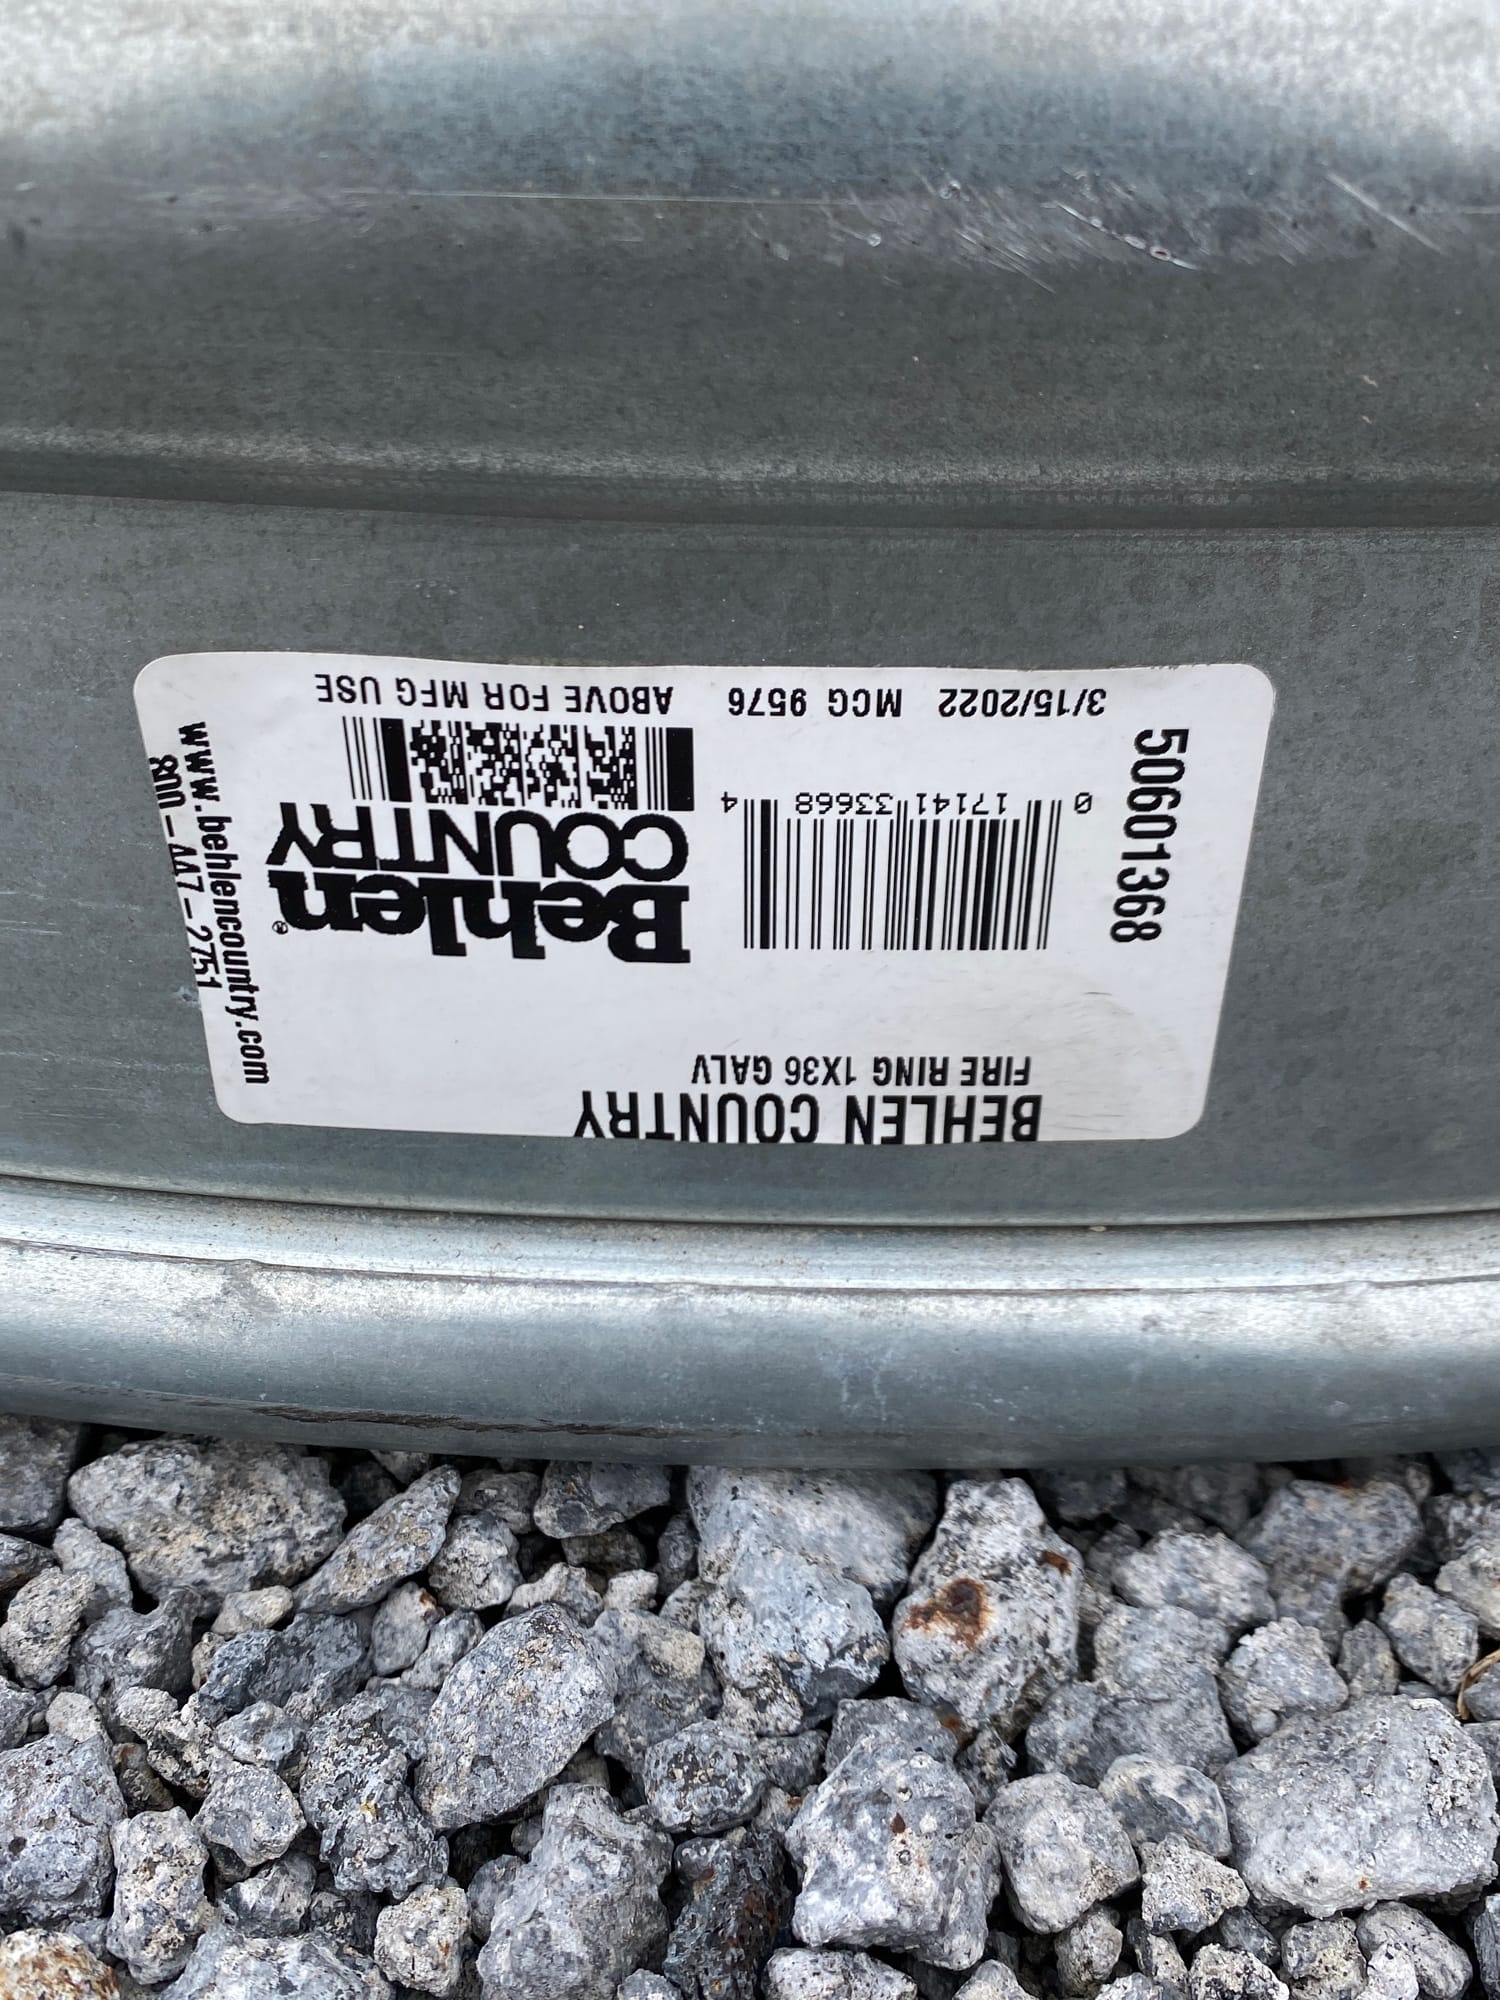 BEHLEN COUNTRY
FIRE RING 1X36 GALV
50601368
0 17141 33668 4
Behlen®
COUNTRY
3/15/2022 MCG 9576 ABOVE FOR MFG USE
www.behlencountry.com
800-447-2751